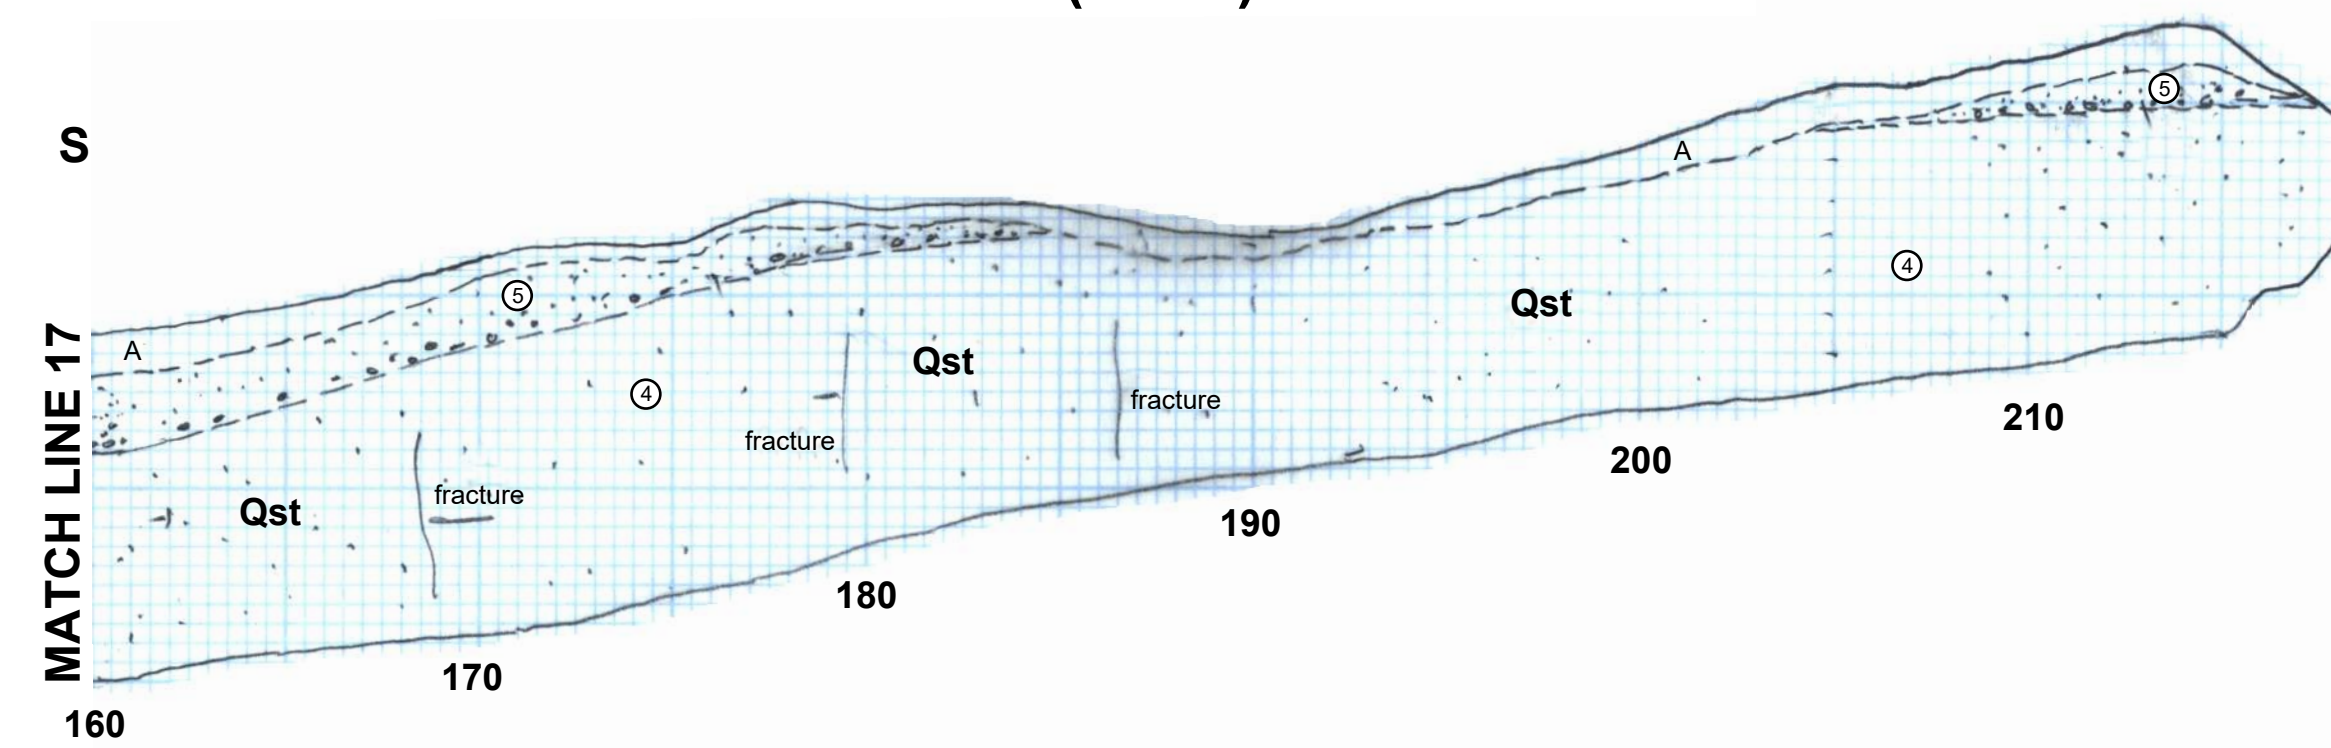 S
MATCH LINE 17
A
5
4
Qst
fracture
fracture
Qst
fracture
Qst
A
4
5
160
170
180
190
200
210